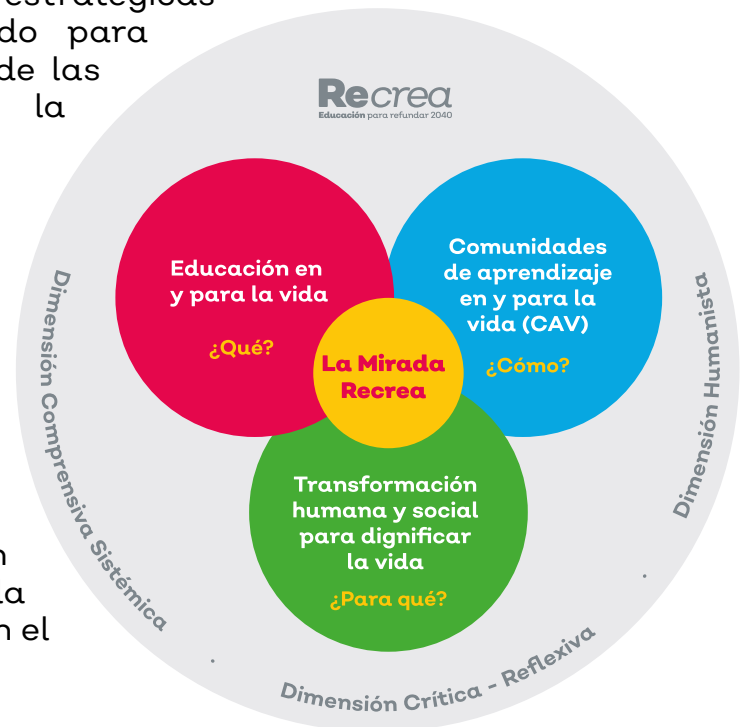 estratégicas
do para
de las
la
Recrea
Educación para refundar 2040
Educación en
y para la vida
¿Qué?
Comunidades
de aprendizaje
en y para la
vida (CAV)
¿Cómo?
La Mirada
Recrea
Transformación
humana y social
para dignificar
la vida
¿Para qué?
Dimensión Comprensiva Sistémica
Dimensión Crítica - Reflexiva
Dimensión Humanista
n el